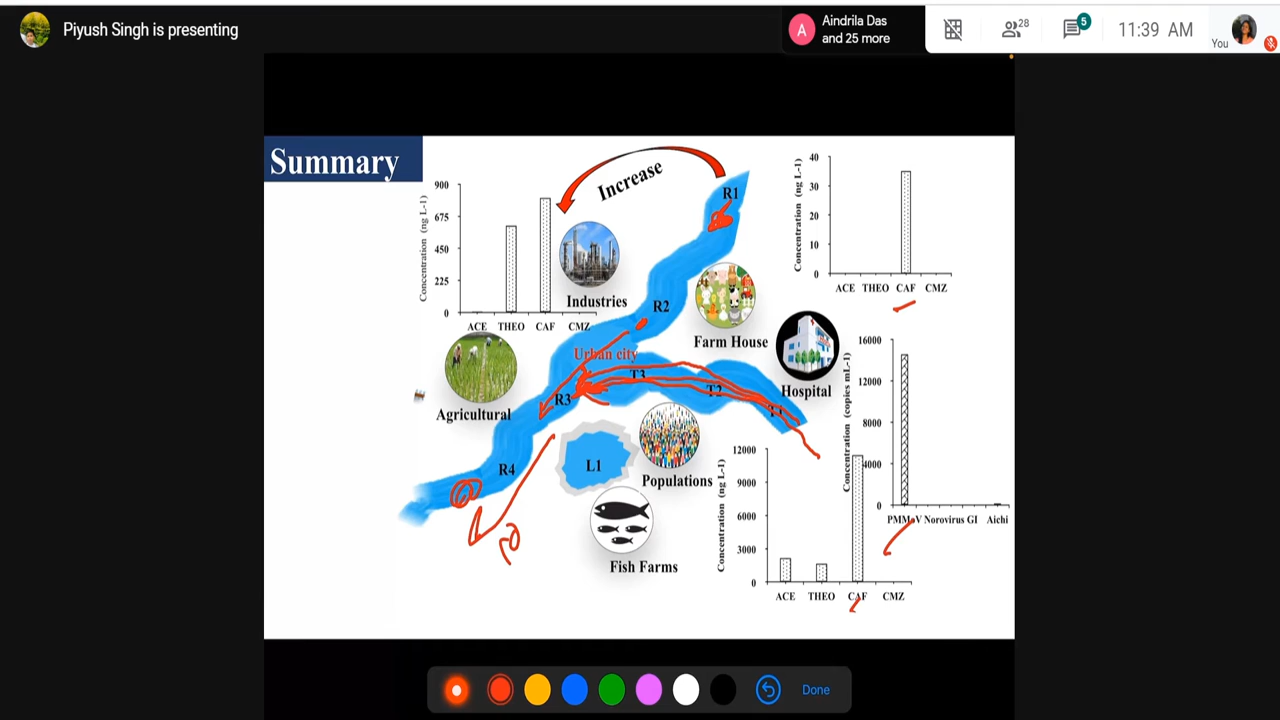 Piyush Singh is presenting
Aindrila Das
and 25 more
A
28
5
11:39 AM
You
Summary
Increase
Concentration (ng L-1)
900
675
450
225
0
ACE THEO CAF CMZ
Industries
R1
R2
Farm House
Urban city
T3
T2
T1
R3
R4
L1
Agricultural
Hospital
Populations
Fish Farms
Concentration (ng L-1)
40
30
20
10
0
ACE THEO CAF CMZ
Concentration (copies mL-1)
16000
12000
8000
4000
0
PMMoV Norovirus GI Aichi
Concentration (ng L-1)
12000
9000
6000
3000
0
ACE THEO CAF CMZ
Done